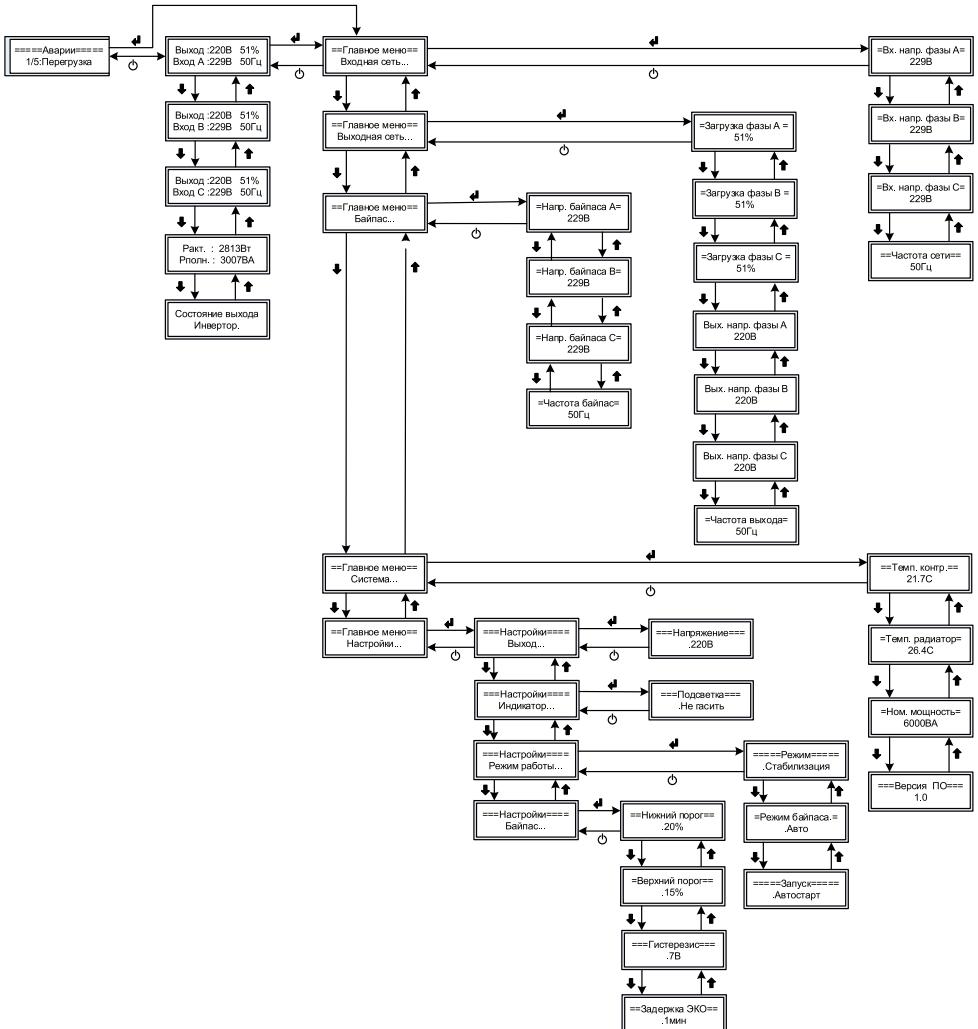 =====Аварии=====
1/5:Перегрузка
Выход :220В 51%
Вход А :229В 50Гц
Выход :220В 51%
Вход В :229В 50Гц
Выход :220В 51%
Вход С :229В 50Гц
Ракт. : 2813Вт
Рполн. : 3007ВА
Состояние выхода
Инвертор.
==Главное меню==
Входная сеть...
==Главное меню==
Выходная сеть...
==Главное меню==
Байпас...
=Напр. байпаса А=
229В
=Напр. байпаса В=
229В
=Напр. байпаса С=
229В
=Частота байпас=
50Гц
=Загрузка фазы А =
51%
=Загрузка фазы В =
51%
=Загрузка фазы С =
51%
Вых. напр. фазы А
220В
Вых. напр. фазы В
220В
Вых. напр. фазы С
220В
=Частота выхода=
50Гц
=Вх. напр. фазы А=
229В
=Вх. напр. фазы В=
229В
=Вх. напр. фазы С=
229В
==Частота сети==
50Гц
==Главное меню==
Система...
==Главное меню==
Настройки...
===Настройки====
Выход...
===Напряжение===
.220В
===Настройки====
Индикатор...
===Подсветка===
.Не гасить
===Настройки====
Режим работы...
=====Режим=====
.Стабилизация
=Режим байпаса.=
.Авто
=====Запуск=====
.Автостарт
===Настройки====
Байпас...
==Нижний порог==
.20%
=Верхний порог==
.15%
===Гистерезис===
.7В
==Задержка ЭКО==
.1мин
==Темп. контр.==
21.7С
=Темп. радиатор=
26.4С
=Ном. мощность=
6000ВА
===Версия ПО===
1.0